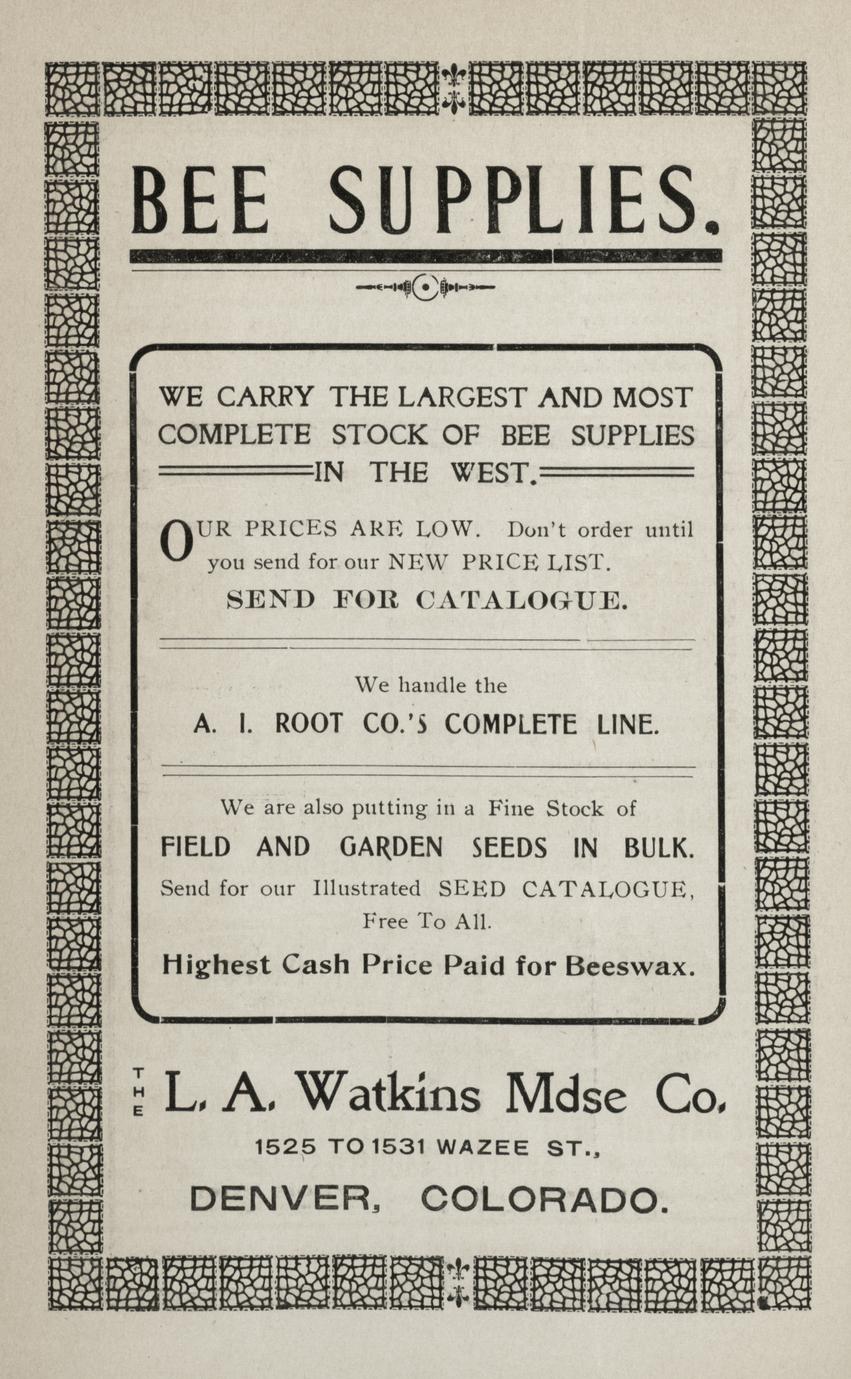 BEE SUPPLIES.
WE CARRY THE LARGEST AND MOST
COMPLETE STOCK OF BEE SUPPLIES
IN THE WEST.
OUR PRICES ARE LOW. Don't order until
you send for our NEW PRICE LIST.
SEND FOR CATALOGUE.
We handle the
A. I. ROOT CO.'S COMPLETE LINE.
We are also putting in a Fine Stock of
FIELD AND GARDEN SEEDS IN BULK.
Send for our Illustrated SEED CATALOGUE,
Free To All.
Highest Cash Price Paid for Beeswax.
THE L. A. Watkins Mdse Co.
1525 TO 1531 WAZEE ST.,
DENVER, COLORADO.